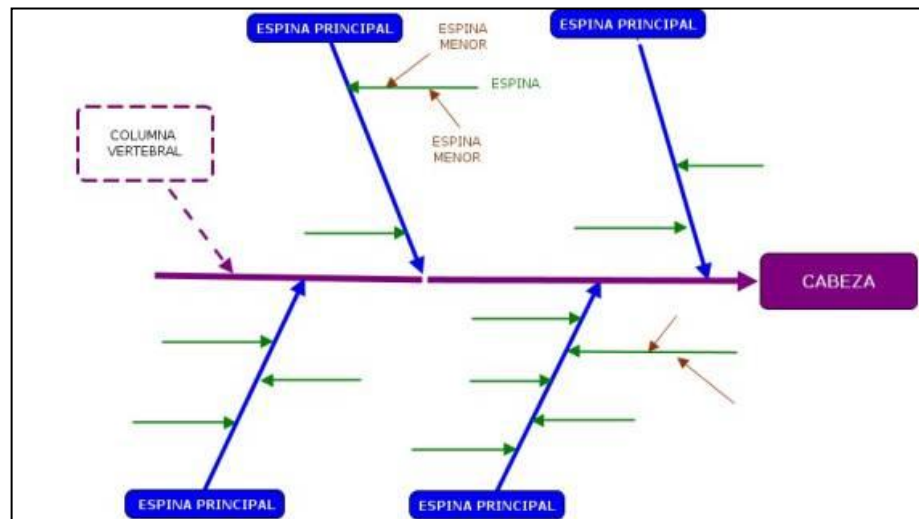 ESPINA PRINCIPAL
ESPINA PRINCIPAL
ESPINA
MENOR
ESPINA
COLUMNA
VERTEBRAL
ESPINA
MENOR
CABEZA
ESPINA PRINCIPAL
ESPINA PRINCIPAL